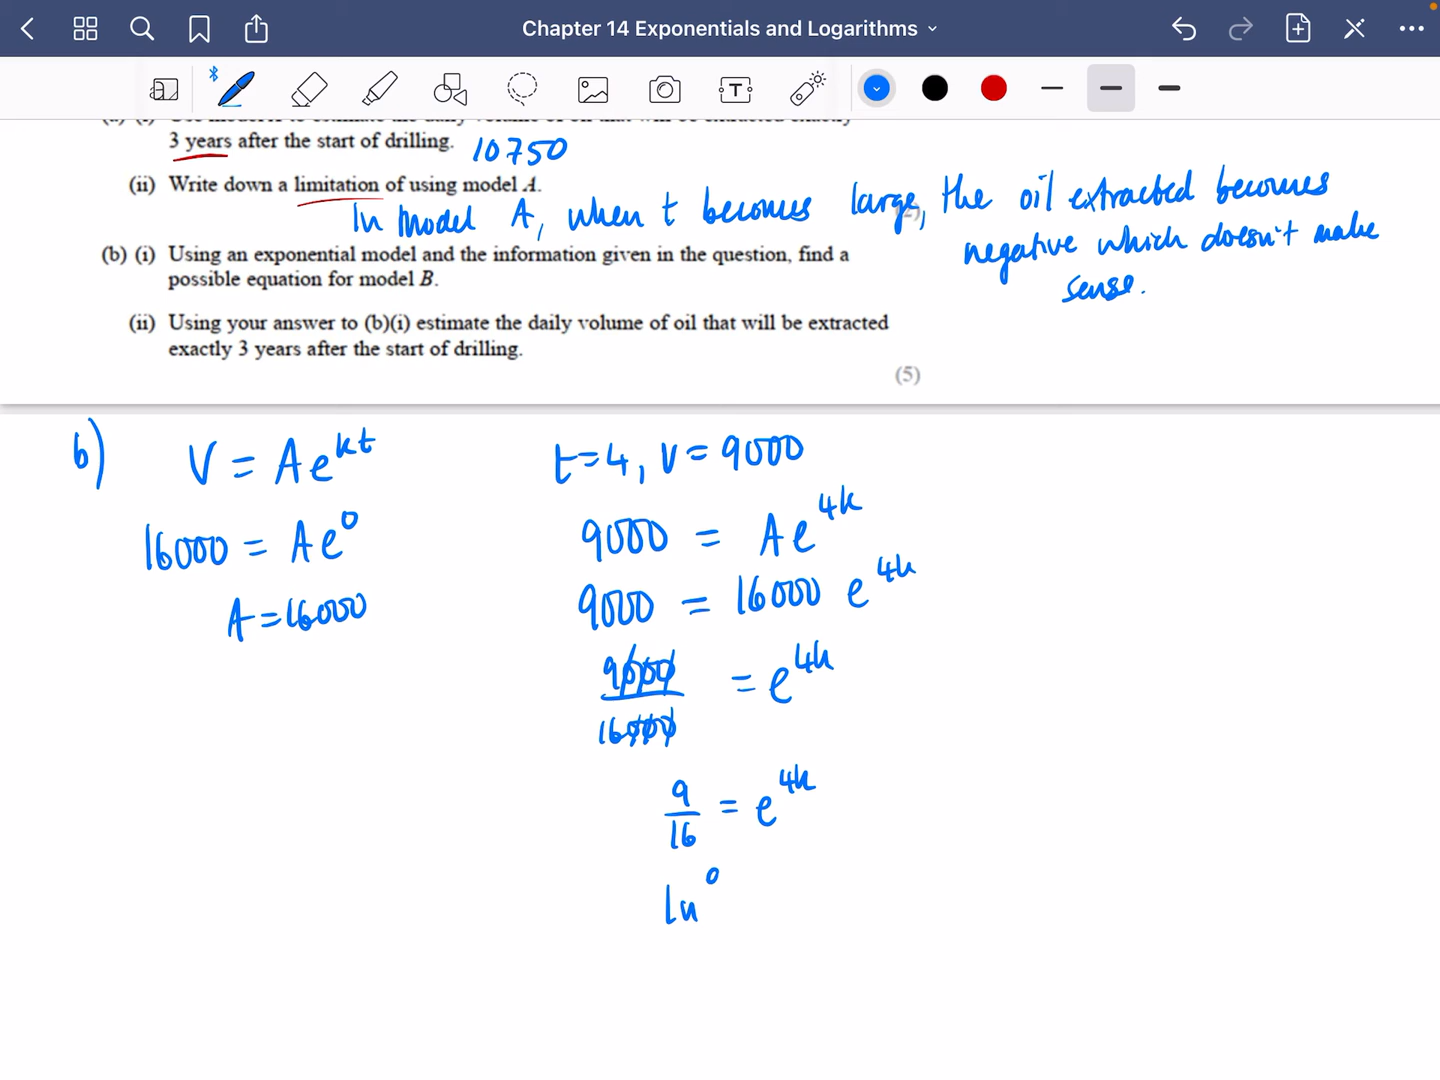 Chapter 14 Exponentials and Logarithms
3 years after the start of drilling. 10750
(ii) Write down a limitation of using model A.
In model A, when t becomes large, the oil extracted becomes
negative which doesn't make
sense.
(b) (i) Using an exponential model and the information given in the question, find a
possible equation for model B.
(ii) Using your answer to (b)(i) estimate the daily volume of oil that will be extracted
exactly 3 years after the start of drilling.
(5)
b) V = Ae^kt
16000 = Ae^0
A = 16000
t=4, V = 9000
9000 = Ae^4k
9000 = 16000 e^4k
9000/16000 = e^4k
9/16 = e^4k
ln